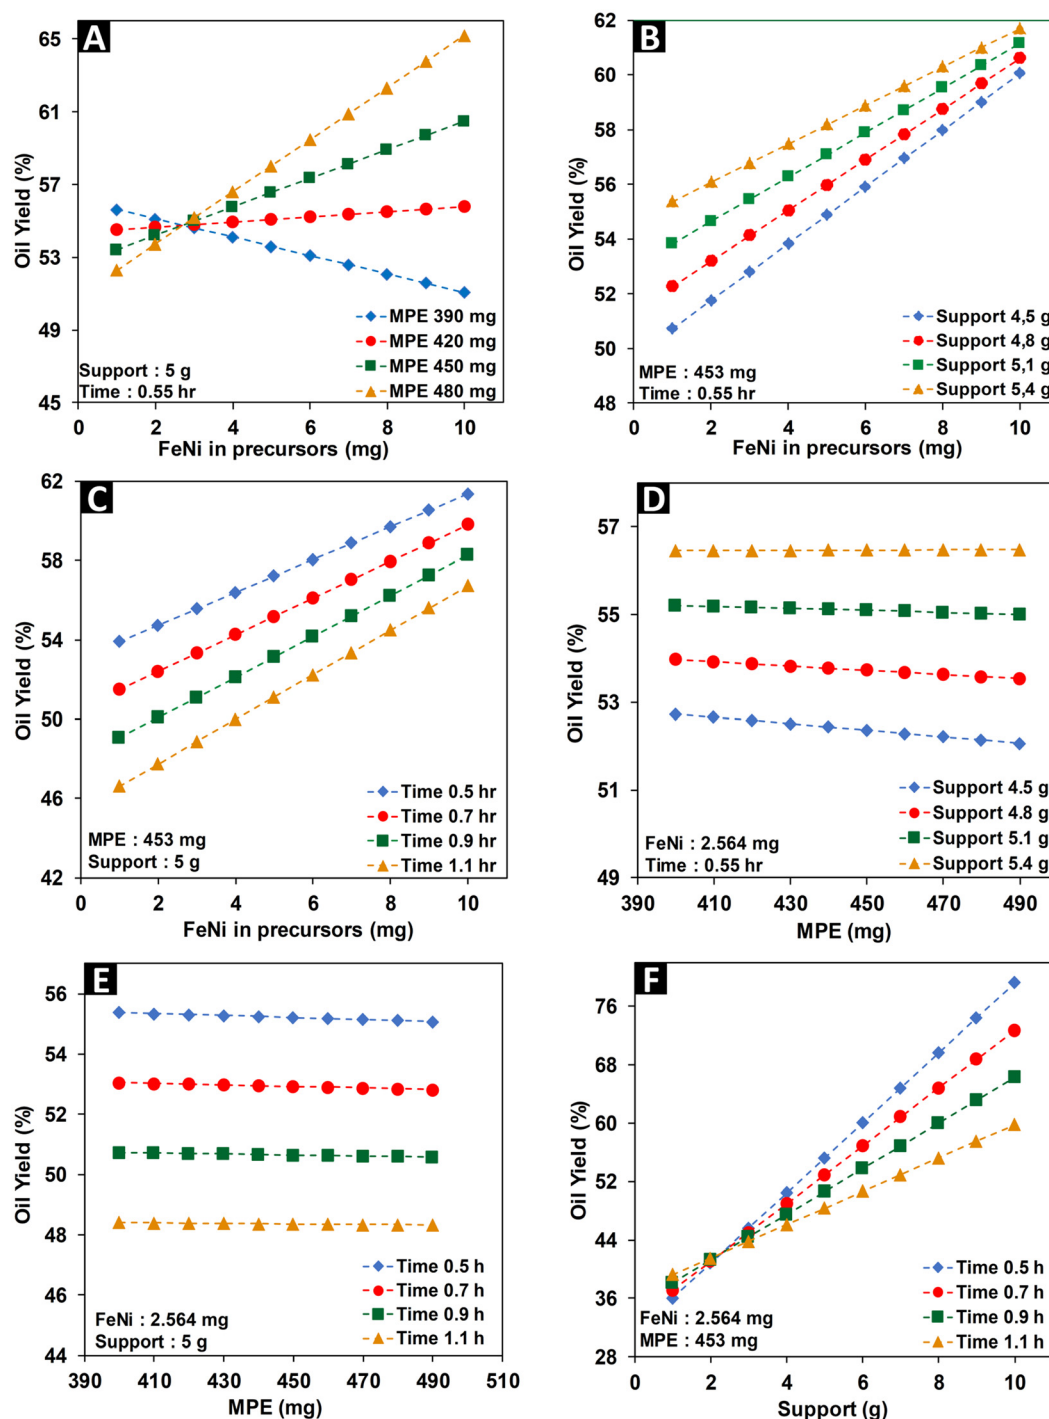 A
65
61
57
53
49
45
Oil Yield (%)
MPE 390 mg
MPE 420 mg
MPE 450 mg
MPE 480 mg
Support : 5 g
Time : 0.55 hr
0 2 4 6 8 10
FeNi in precursors (mg)
B
62
60
58
56
54
52
50
48
Oil Yield (%)
Support 4,5 g
Support 4,8 g
Support 5,1 g
Support 5,4 g
MPE : 453 mg
Time : 0.55 hr
0 2 4 6 8 10
FeNi in precursors (mg)
C
62
58
54
50
46
42
Oil Yield (%)
Time 0.5 hr
Time 0.7 hr
Time 0.9 hr
Time 1.1 hr
MPE : 453 mg
Support : 5 g
0 2 4 6 8 10
FeNi in precursors (mg)
D
57
55
53
51
49
Oil Yield (%)
Support 4.5 g
Support 4.8 g
Support 5.1 g
Support 5.4 g
FeNi : 2.564 mg
Time : 0.55 hr
390 410 430 450 470 490
MPE (mg)
E
56
54
52
50
48
46
44
Oil Yield (%)
Time 0.5 h
Time 0.7 h
Time 0.9 h
Time 1.1 h
FeNi : 2.564 mg
Support : 5 g
390 410 430 450 470 490 510
MPE (mg)
F
76
68
60
52
44
36
28
Oil Yield (%)
Time 0.5 h
Time 0.7 h
Time 0.9 h
Time 1.1 h
FeNi : 2.564 mg
MPE : 453 mg
0 2 4 6 8 10
Support (g)